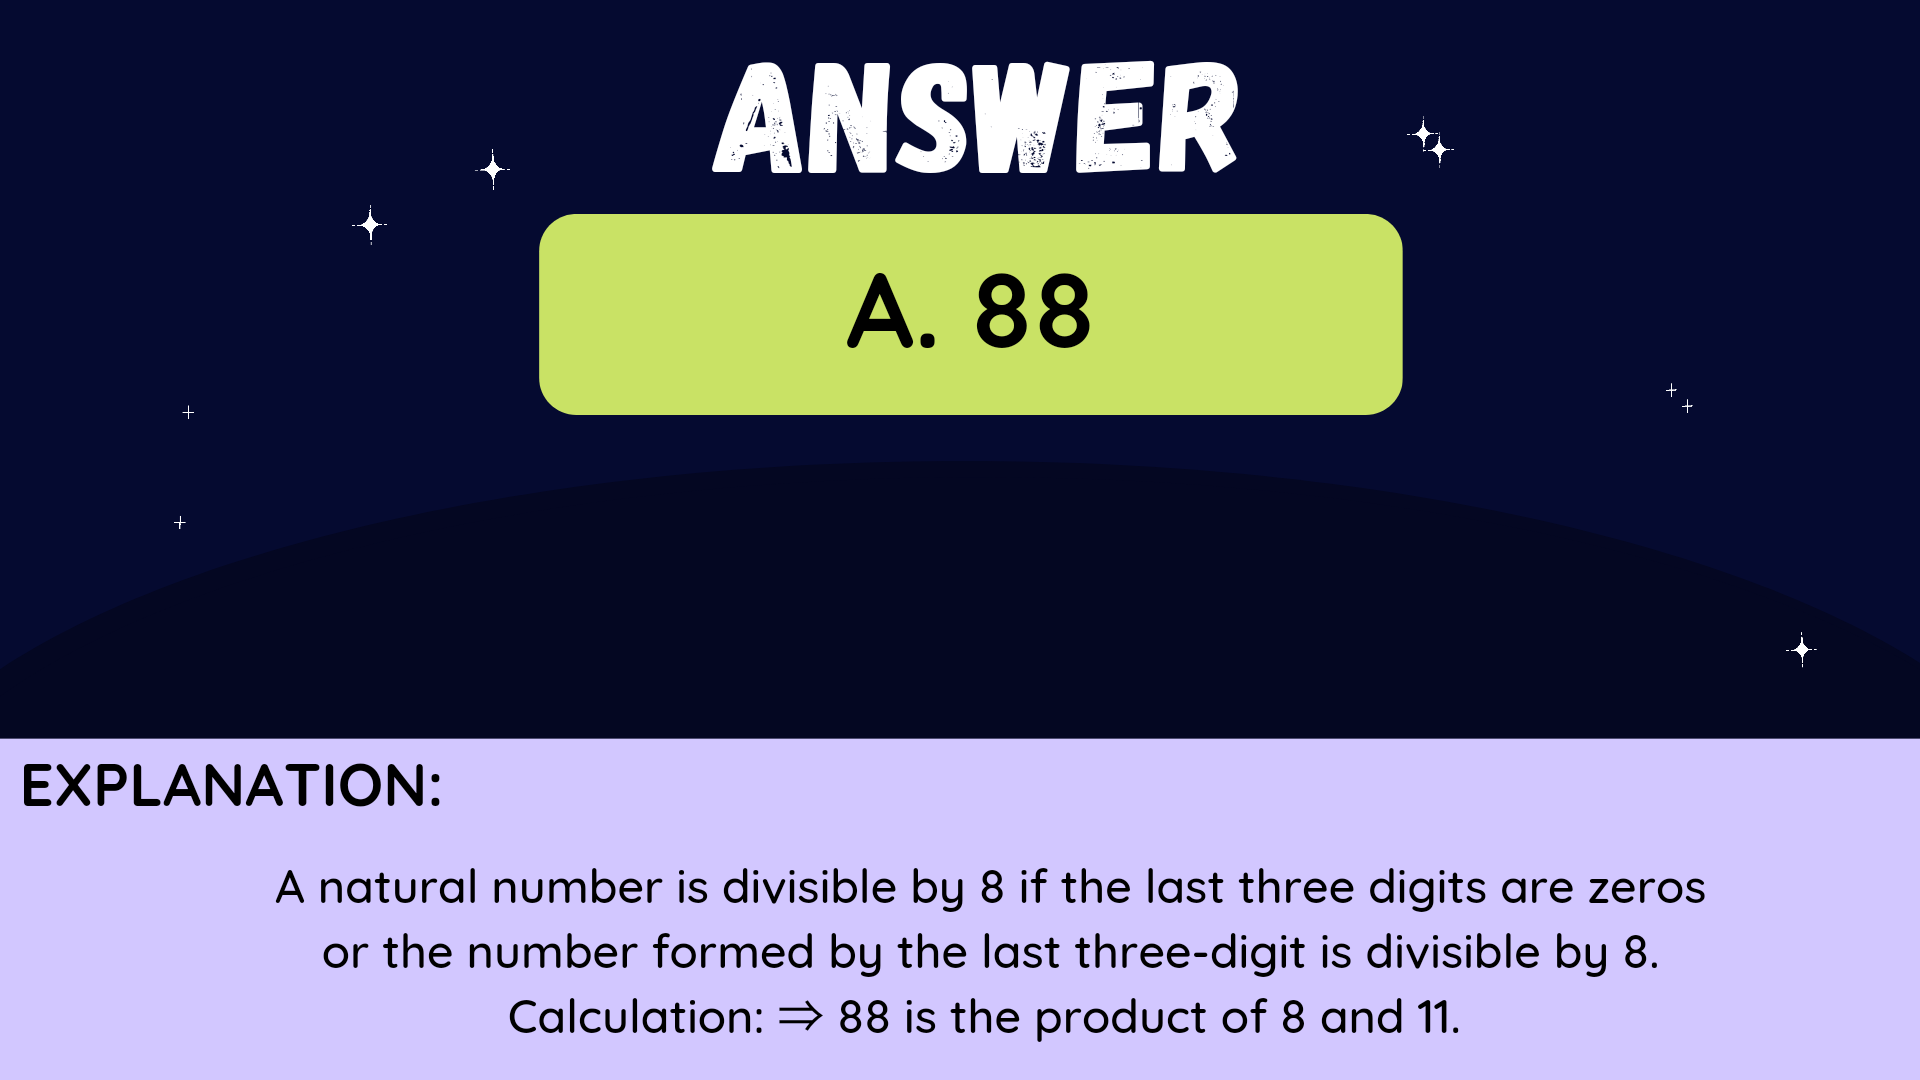 ANSWER
A. 88
EXPLANATION:
A natural number is divisible by 8 if the last three digits are zeros
or the number formed by the last three-digit is divisible by 8.
Calculation: ⇒ 88 is the product of 8 and 11.